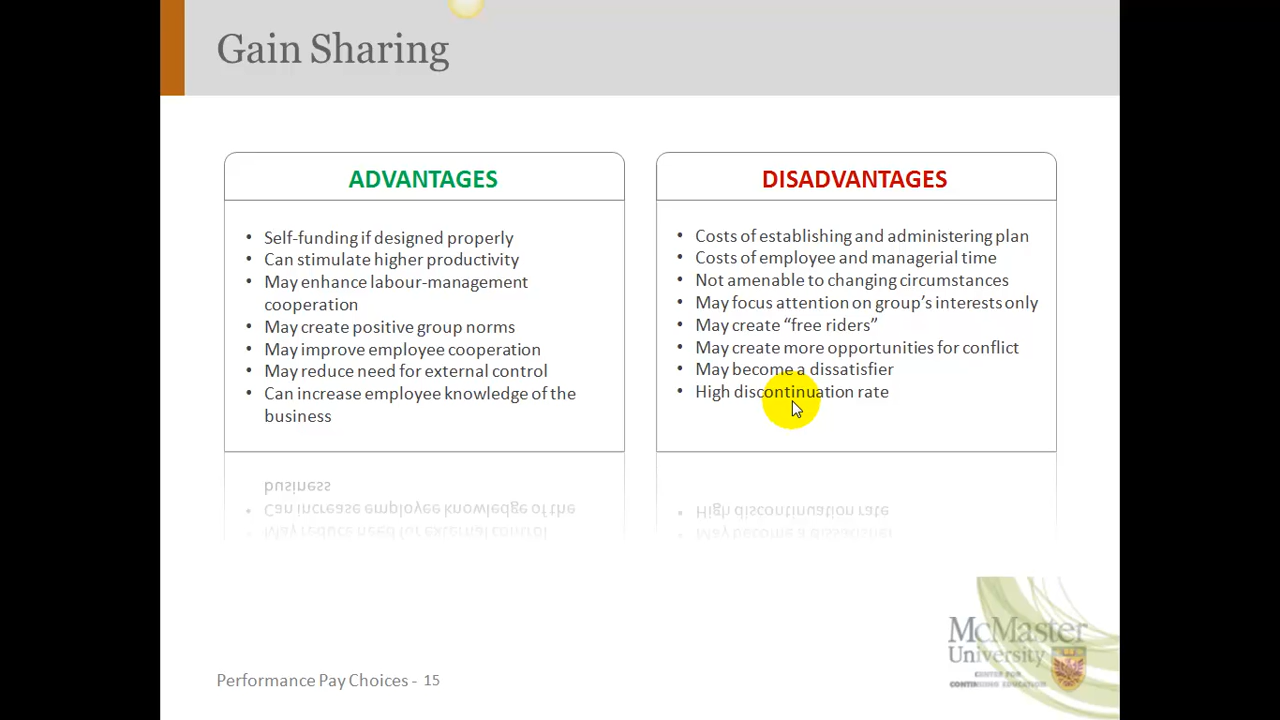 Gain Sharing
ADVANTAGES
• Self-funding if designed properly
• Can stimulate higher productivity
• May enhance labour-management
cooperation
• May create positive group norms
• May improve employee cooperation
• May reduce need for external control
• Can increase employee knowledge of the
business
DISADVANTAGES
• Costs of establishing and administering plan
• Costs of employee and managerial time
• Not amenable to changing circumstances
• May focus attention on group's interests only
• May create “free riders”
• May create more opportunities for conflict
• May become a dissatisfier
• High discontinuation rate
McMaster
University
CENTER FOR
CONTINUING EDUCATION
Performance Pay Choices - 15